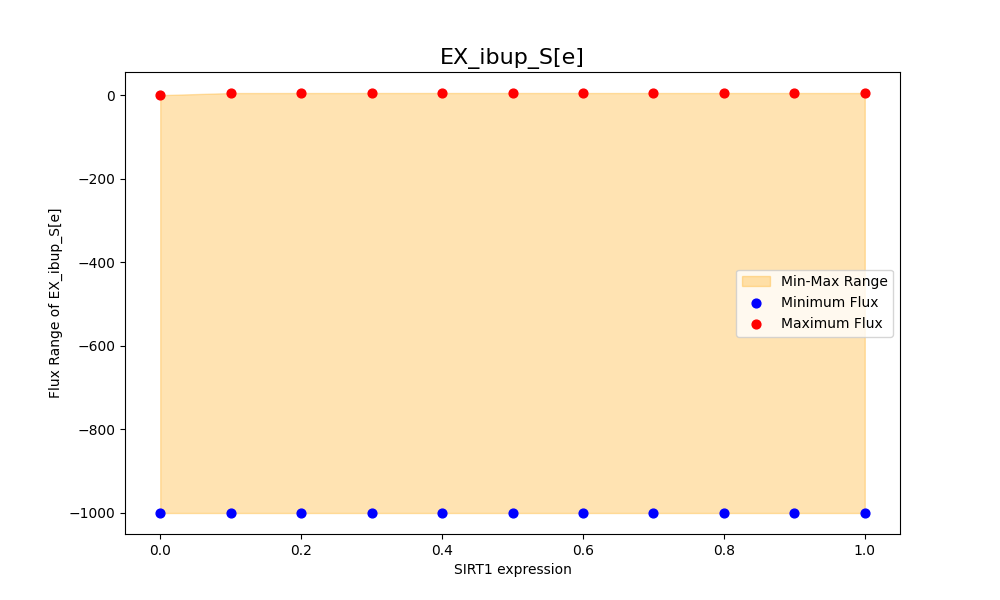 EX_ibup_S[e]
Flux Range of EX_ibup_S[e]
0
−200
−400
−600
−800
−1000
Min-Max Range
Minimum Flux
Maximum Flux
0.0 0.2 0.4 0.6 0.8 1.0
SIRT1 expression